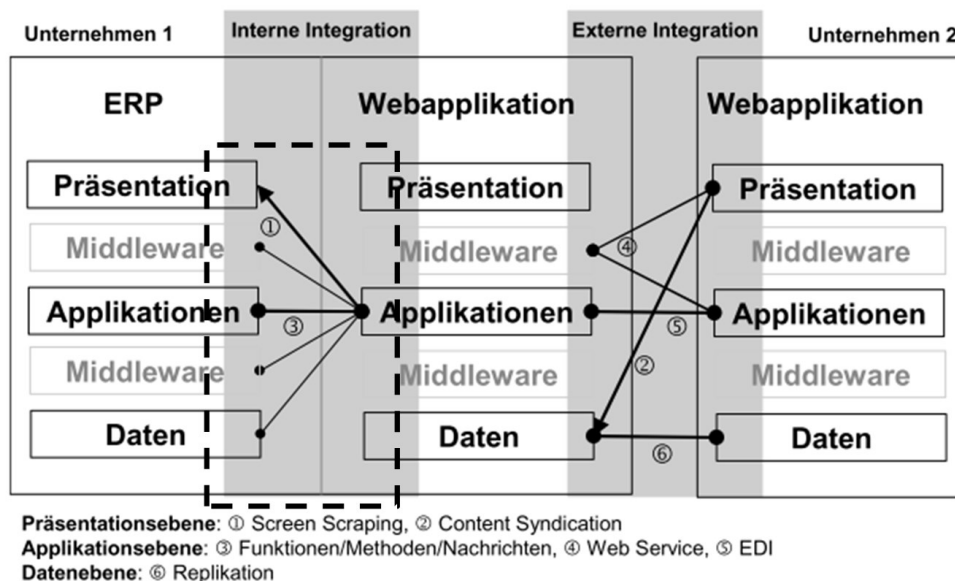 Unternehmen 1 Interne Integration Externe Integration Unternehmen 2
ERP Webapplikation Webapplikation
Präsentation Präsentation Präsentation
①
Middleware Middleware ④ Middleware
Applikationen Applikationen Applikationen
③ ⑤
Middleware Middleware ② Middleware
Daten Daten Daten
⑥
Präsentationsebene: ① Screen Scraping, ② Content Syndication
Applikationsebene: ③ Funktionen/Methoden/Nachrichten, ④ Web Service, ⑤ EDI
Datenebene: ⑥ Replikation